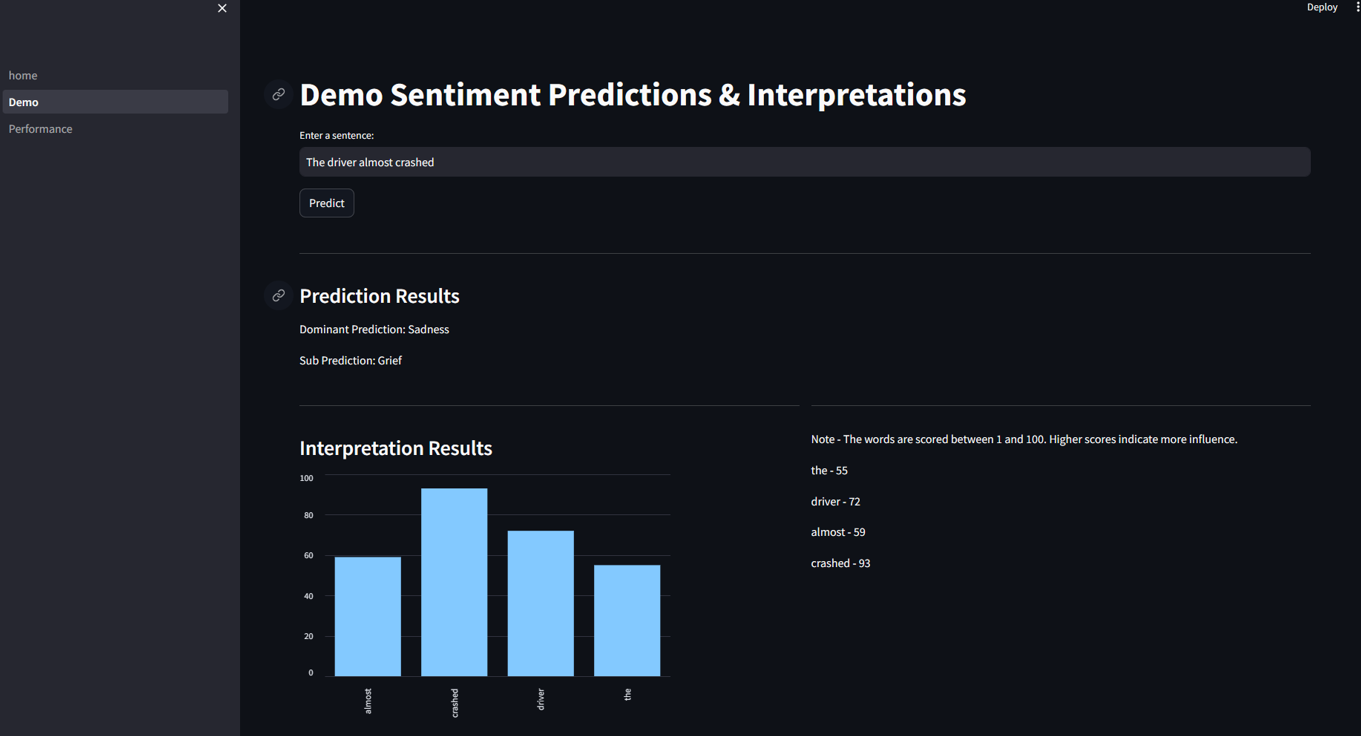 Deploy
home
Demo
Performance
Demo Sentiment Predictions & Interpretations
Enter a sentence:
The driver almost crashed
Predict
Prediction Results
Dominant Prediction: Sadness
Sub Prediction: Grief
Interpretation Results
100
80
60
40
20
0
almost
crashed
driver
the
Note - The words are scored between 1 and 100. Higher scores indicate more influence.
the - 55
driver - 72
almost - 59
crashed - 93